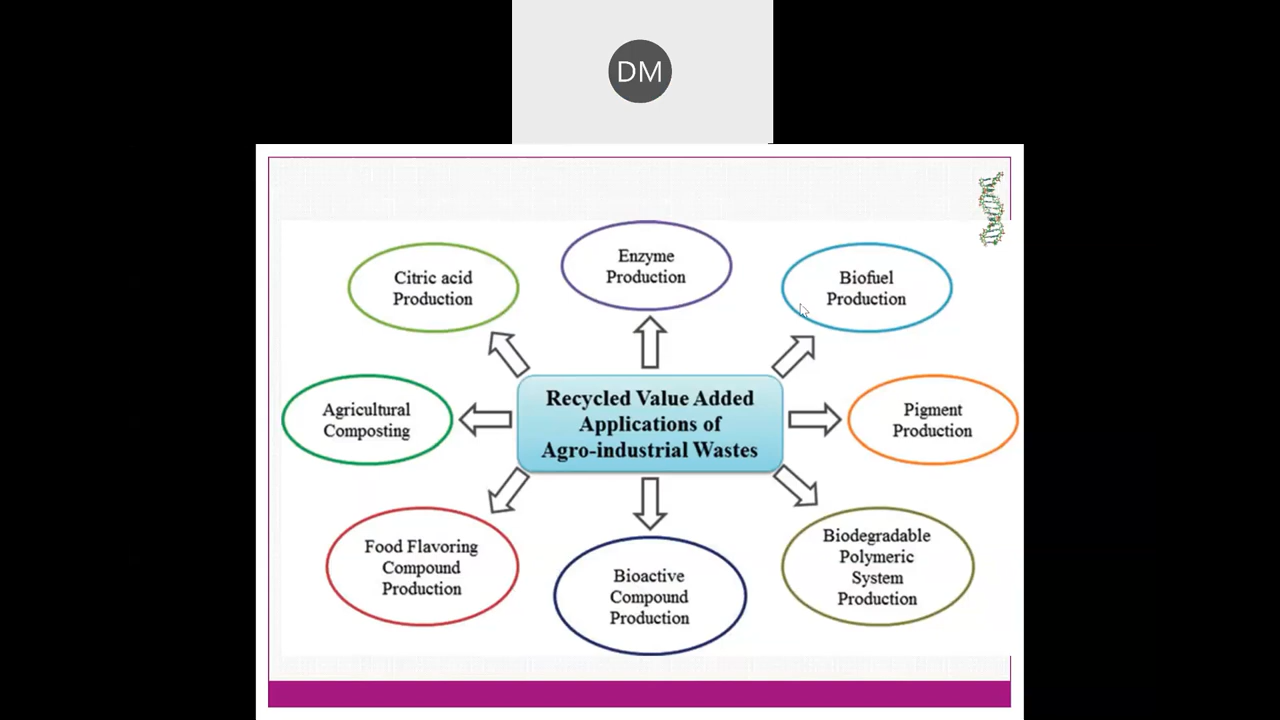 DM
Citric acid
Production
Enzyme
Production
Biofuel
Production
Agricultural
Composting
Recycled Value Added
Applications of
Agro-industrial Wastes
Pigment
Production
Food Flavoring
Compound
Production
Bioactive
Compound
Production
Biodegradable
Polymeric
System
Production